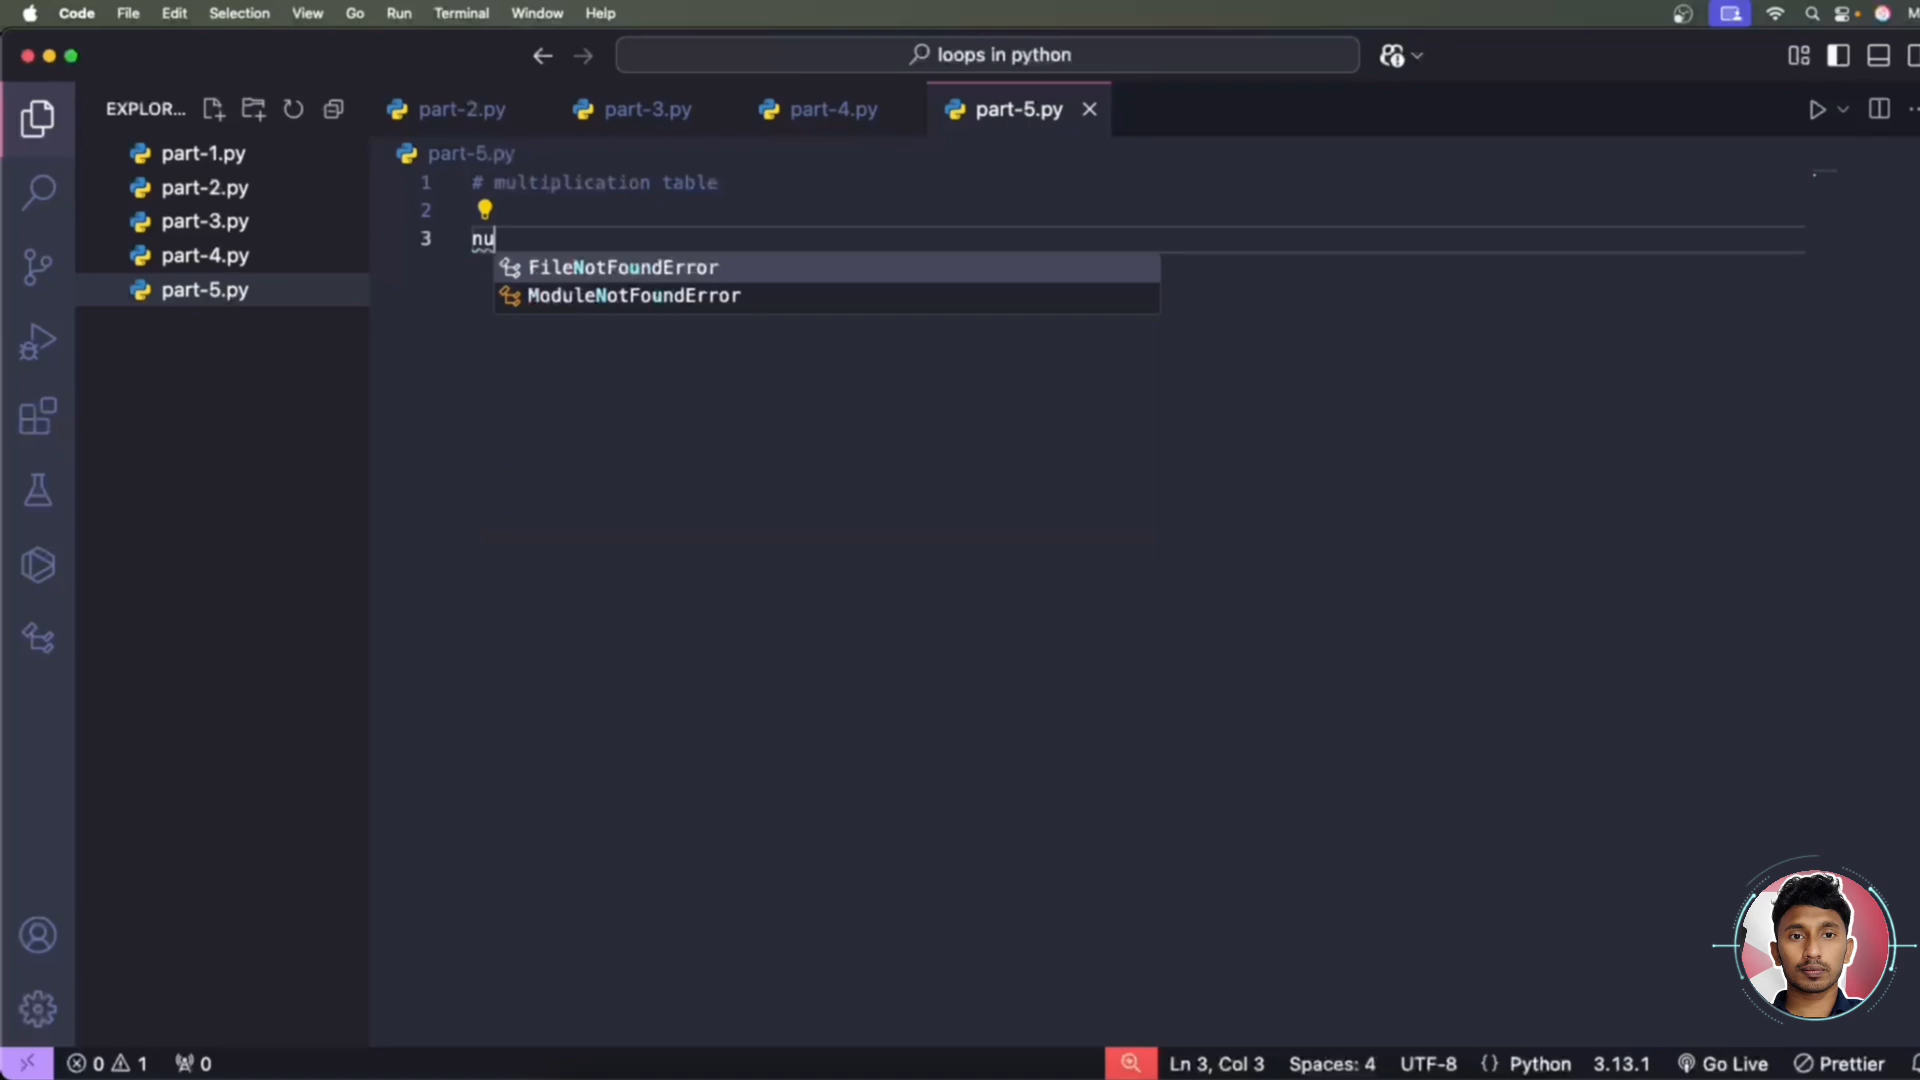 Code File Edit Selection View Go Run Terminal Window Help M
loops in python
EXPLOR... part-2.py part-3.py part-4.py part-5.py
part-1.py
part-2.py
part-3.py
part-4.py
part-5.py
part-5.py
1 # multiplication table
2
3 nu
FileNotFoundError
ModuleNotFoundError
0 1 0 Ln 3, Col 3 Spaces: 4 UTF-8 {} Python 3.13.1 Go Live Prettier